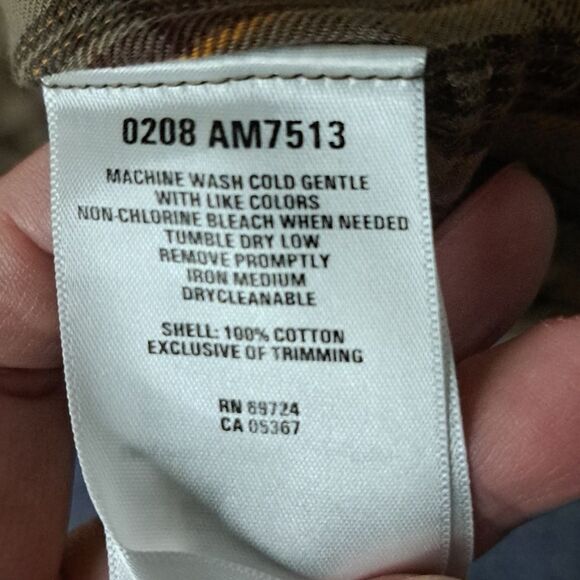 0208 AM7513
MACHINE WASH COLD GENTLE
WITH LIKE COLORS
NON-CHLORINE BLEACH WHEN NEEDED
TUMBLE DRY LOW
REMOVE PROMPTLY
IRON MEDIUM
DRYCLEANABLE
SHELL: 100% COTTON
EXCLUSIVE OF TRIMMING
RN 69724
CA 05367